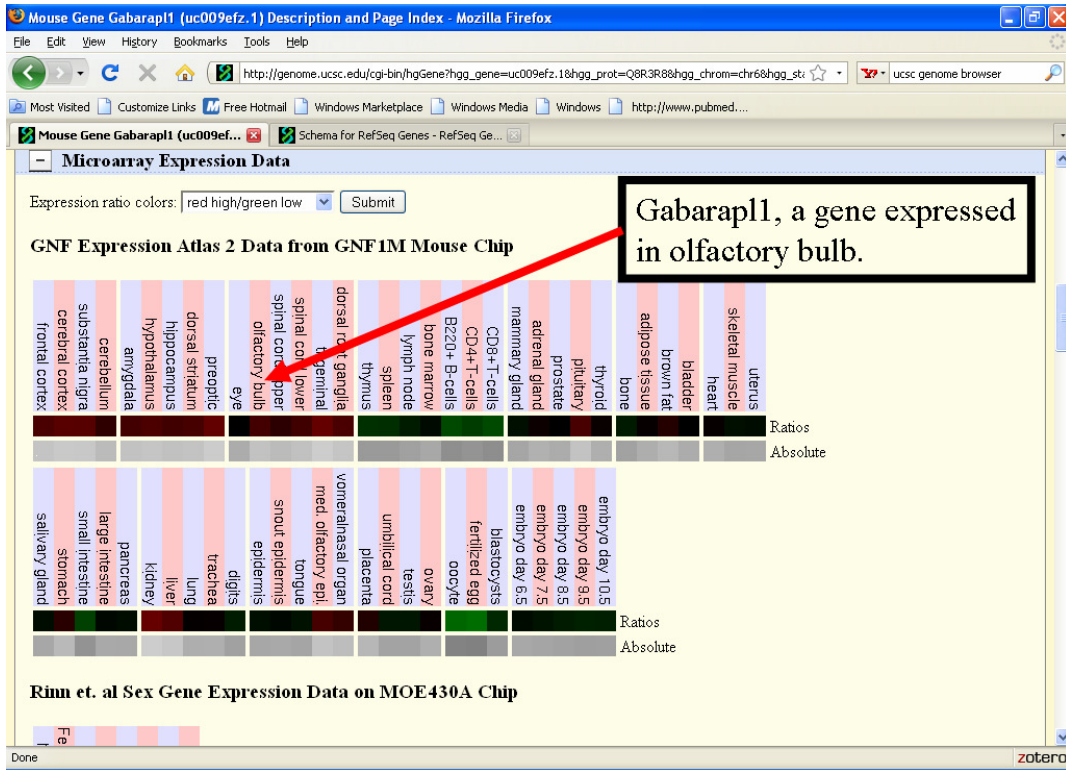 Mouse Gene Gabarapl1 (uc009efz.1) Description and Page Index - Mozilla Firefox
File Edit View History Bookmarks Tools Help
http://genome.ucsc.edu/cgi-bin/hgGene?hgg_gene=uc009efz.1&hgg_prot=Q8R3R8&hgg_chrom=chr6&hgg_sta
ucsc genome browser
Most Visited Customize Links Free Hotmail Windows Marketplace Windows Media Windows http://www.pubmed....
Mouse Gene Gabarapl1 (uc009ef... Schema for RefSeq Genes - RefSeq Ge...
Microarray Expression Data
Expression ratio colors: red high/green low Submit
Gabarapl1, a gene expressed
in olfactory bulb.
GNF Expression Atlas 2 Data from GNF1M Mouse Chip
frontal cortex
cerebral cortex
substantia nigra
cerebellum
amygdala
hypothalamus
hippocampus
dorsal striatum
preoptic
eye
olfactory bulb
spinal cord upper
spinal cord lower
trigeminal
dorsal root ganglia
thymus
spleen
lymph node
bone marrow
B220+ B-cells
CD4+T-cells
CD8+T-cells
mammary gland
adrenal gland
prostate
pituitary
thyroid
bone
adipose tissue
brown fat
bladder
heart
skeletal muscle
uterus
Ratios
Absolute
salivary gland
stomach
small intestine
large intestine
pancreas
kidney
liver
lung
trachea
digits
epidermis
snout epidermis
tongue
med. olfactory epi.
vomeralnasal organ
placenta
umbilical cord
testis
ovary
oocyte
fertilized egg
blastocysts
embryo day 6.5
embryo day 7.5
embryo day 8.5
embryo day 9.5
embryo day 10.5
Ratios
Absolute
Rinn et. al Sex Gene Expression Data on MOE430A Chip
Fe
Done
zotero